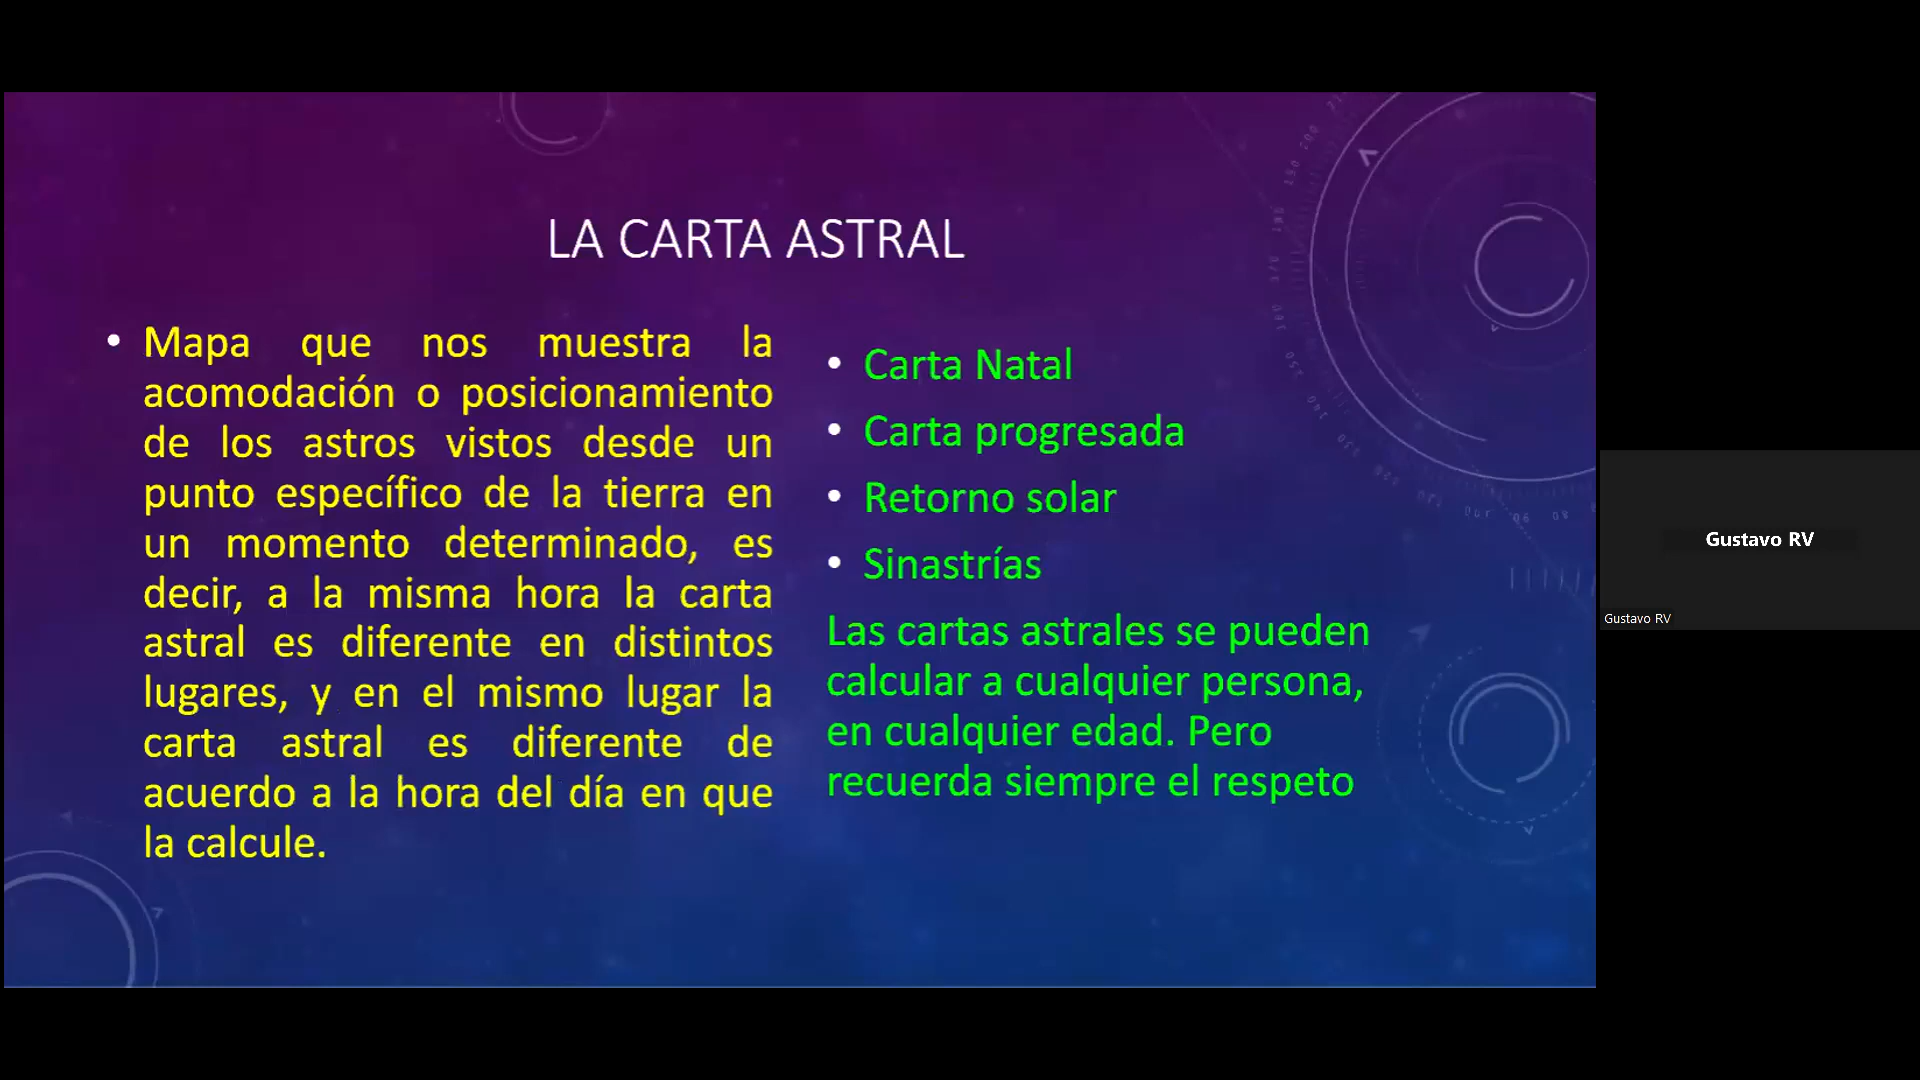 LA CARTA ASTRAL
• Mapa que nos muestra la
acomodación o posicionamiento
de los astros vistos desde un
punto específico de la tierra en
un momento determinado, es
decir, a la misma hora la carta
astral es diferente en distintos
lugares, y en el mismo lugar la
carta astral es diferente de
acuerdo a la hora del día en que
la calcule.
• Carta Natal
• Carta progresada
• Retorno solar
• Sinastrías
Las cartas astrales se pueden
calcular a cualquier persona,
en cualquier edad. Pero
recuerda siempre el respeto
Gustavo RV
Gustavo RV